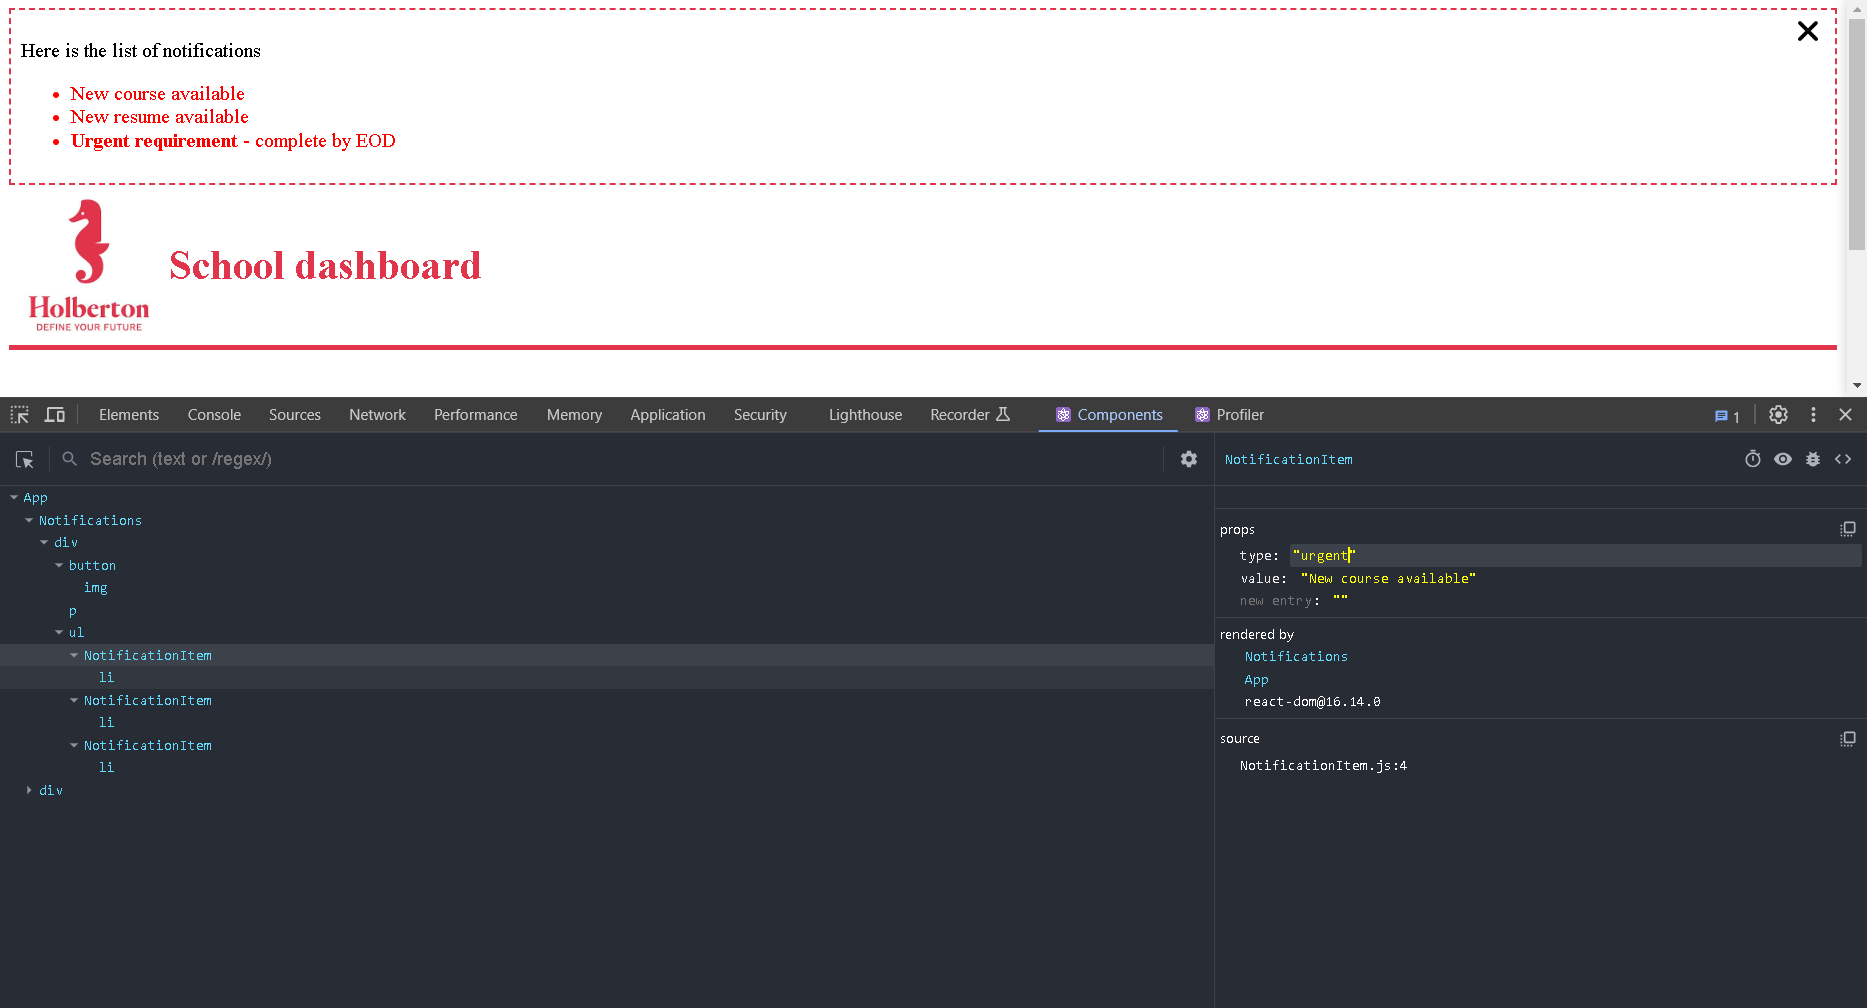 Here is the list of notifications
New course available
New resume available
Urgent requirement - complete by EOD
Holberton
DEFINE YOUR FUTURE
School dashboard
Elements Console Sources Network Performance Memory Application Security Lighthouse Recorder Components Profiler 1
Search (text or /regex/)
App
Notifications
div
button
img
p
ul
NotificationItem
li
NotificationItem
li
NotificationItem
li
div
NotificationItem
props
type: "urgent"
value: "New course available"
new entry: ""
rendered by
Notifications
App
react-dom@16.14.0
source
NotificationItem.js:4